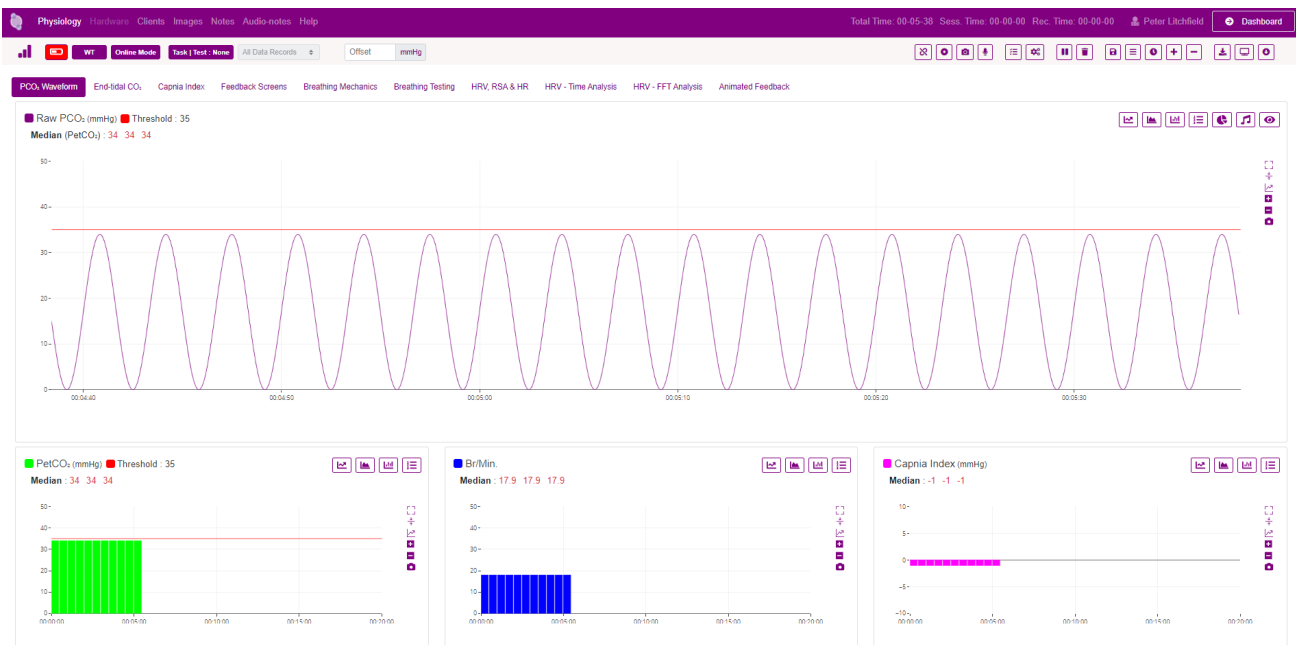 Physiology Hardware Clients Images Notes Audio-notes Help Total Time: 00-05-38 Sess. Time: 00-00-00 Rec. Time: 00-00-00 Peter Litchfield Dashboard
WT Online Mode Task | Test : None All Data Records Offset mmHg
PCO₂ Waveform End-tidal CO₂ Capnia Index Feedback Screens Breathing Mechanics Breathing Testing HRV, RSA & HR HRV - Time Analysis HRV - FFT Analysis Animated Feedback
Raw PCO₂ (mmHg) Threshold : 35
Median (PetCO₂) : 34 34 34
50
40
30
20
10
0
00:04:40 00:04:50 00:05:00 00:05:10 00:05:20 00:05:30
PetCO₂ (mmHg) Threshold : 35
Median : 34 34 34
50
40
30
20
10
0
00:00:00 00:05:00 00:10:00 00:15:00 00:20:00
Br/Min.
Median : 17.9 17.9 17.9
50
40
30
20
10
0
00:00:00 00:05:00 00:10:00 00:15:00 00:20:00
Capnia Index (mmHg)
Median : -1 -1 -1
10
5
0
-5
-10
00:00:00 00:05:00 00:10:00 00:15:00 00:20:00